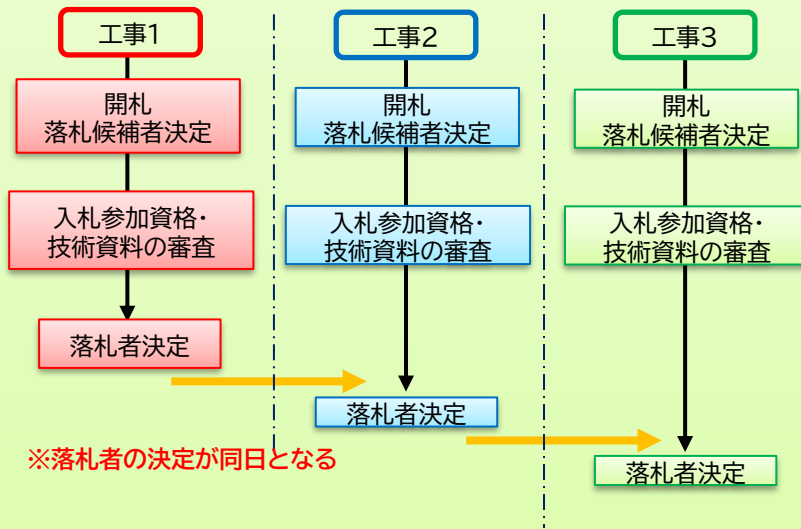 工事1
開札
落札候補者決定
入札参加資格・
技術資料の審査
落札者決定
※落札者の決定が同日となる
工事2
開札
落札候補者決定
入札参加資格・
技術資料の審査
落札者決定
工事3
開札
落札候補者決定
入札参加資格・
技術資料の審査
落札者決定